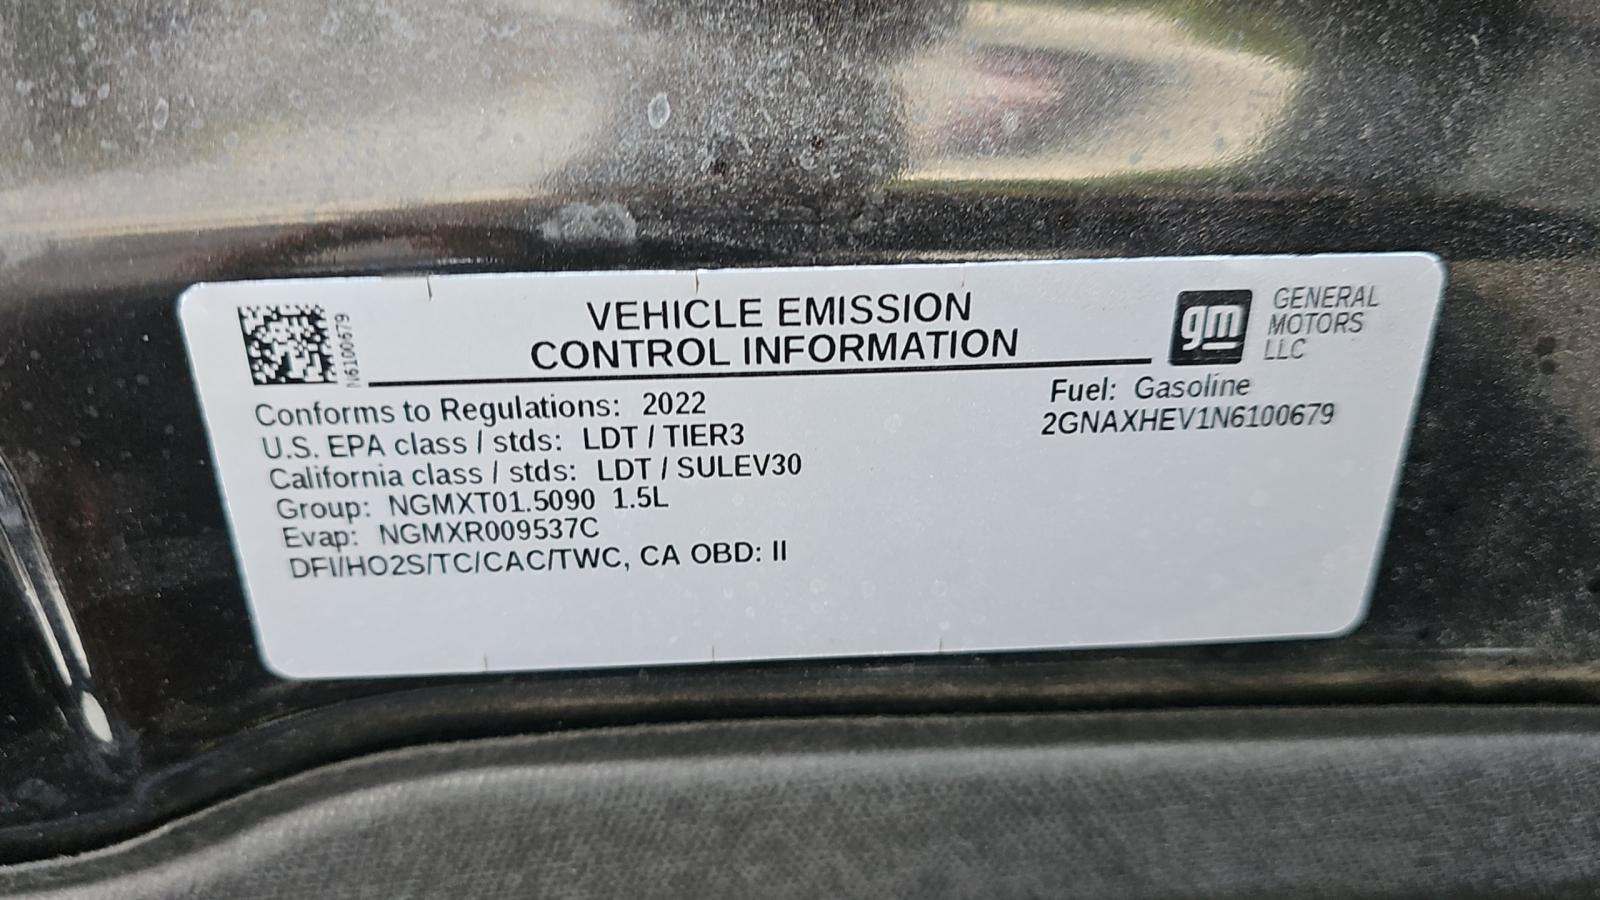 N6100679
VEHICLE EMISSION
CONTROL INFORMATION
gm
GENERAL
MOTORS
LLC
Conforms to Regulations: 2022
U.S. EPA class / stds: LDT / TIER3
California class / stds: LDT / SULEV30
Group: NGMXT01.5090 1.5L
Evap: NGMXR009537C
DFI/HO2S/TC/CAC/TWC, CA OBD: II
Fuel: Gasoline
2GNAXHEV1N6100679